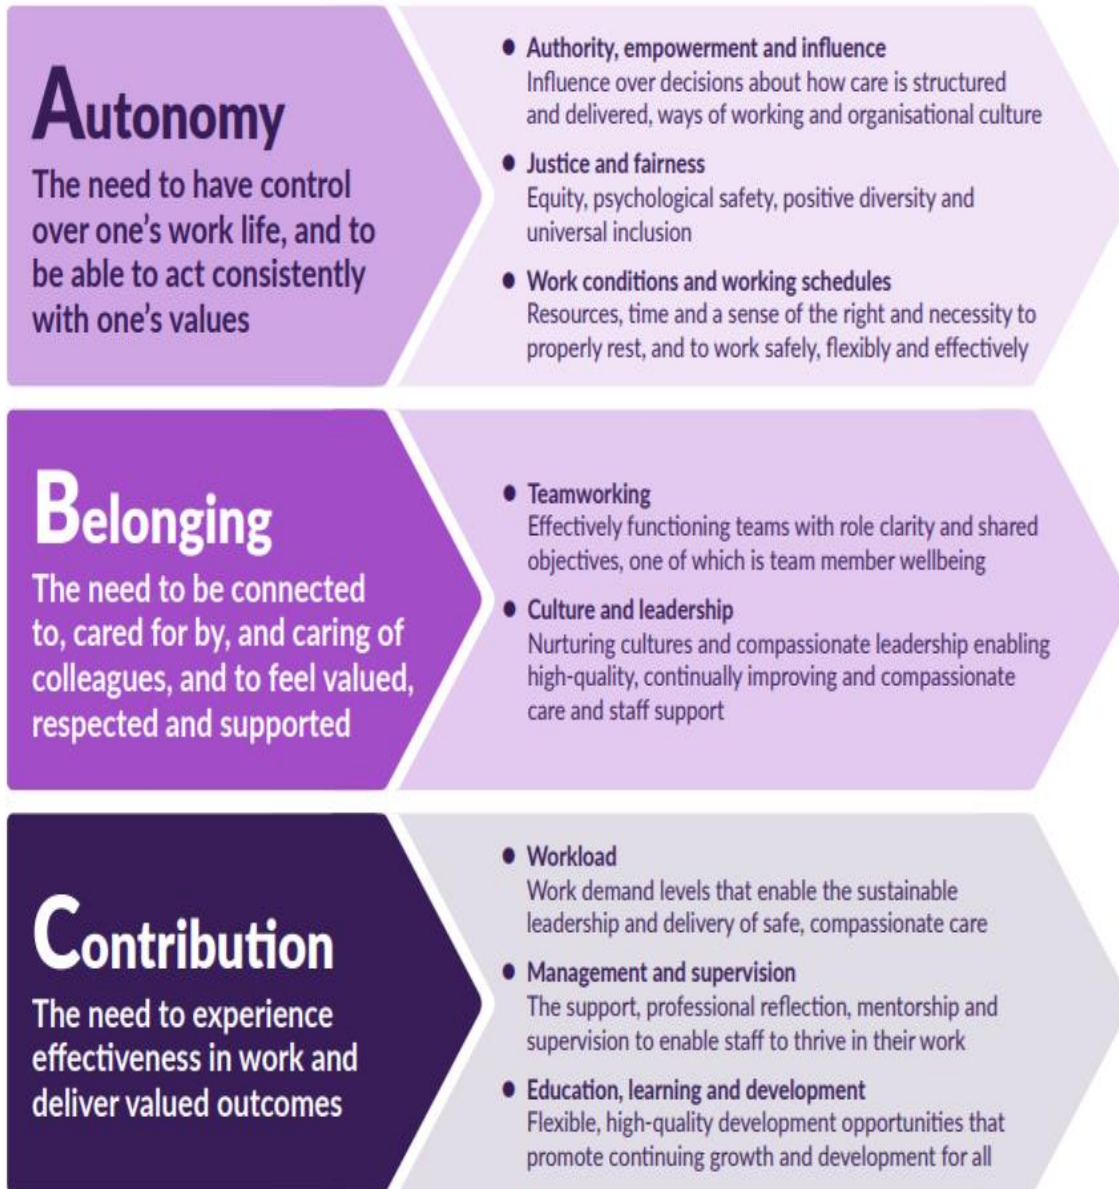 Autonomy
The need to have control
over one's work life, and to
be able to act consistently
with one's values
● Authority, empowerment and influence
Influence over decisions about how care is structured
and delivered, ways of working and organisational culture
● Justice and fairness
Equity, psychological safety, positive diversity and
universal inclusion
● Work conditions and working schedules
Resources, time and a sense of the right and necessity to
properly rest, and to work safely, flexibly and effectively
Belonging
The need to be connected
to, cared for by, and caring of
colleagues, and to feel valued,
respected and supported
● Teamworking
Effectively functioning teams with role clarity and shared
objectives, one of which is team member wellbeing
● Culture and leadership
Nurturing cultures and compassionate leadership enabling
high-quality, continually improving and compassionate
care and staff support
Contribution
The need to experience
effectiveness in work and
deliver valued outcomes
● Workload
Work demand levels that enable the sustainable
leadership and delivery of safe, compassionate care
● Management and supervision
The support, professional reflection, mentorship and
supervision to enable staff to thrive in their work
● Education, learning and development
Flexible, high-quality development opportunities that
promote continuing growth and development for all